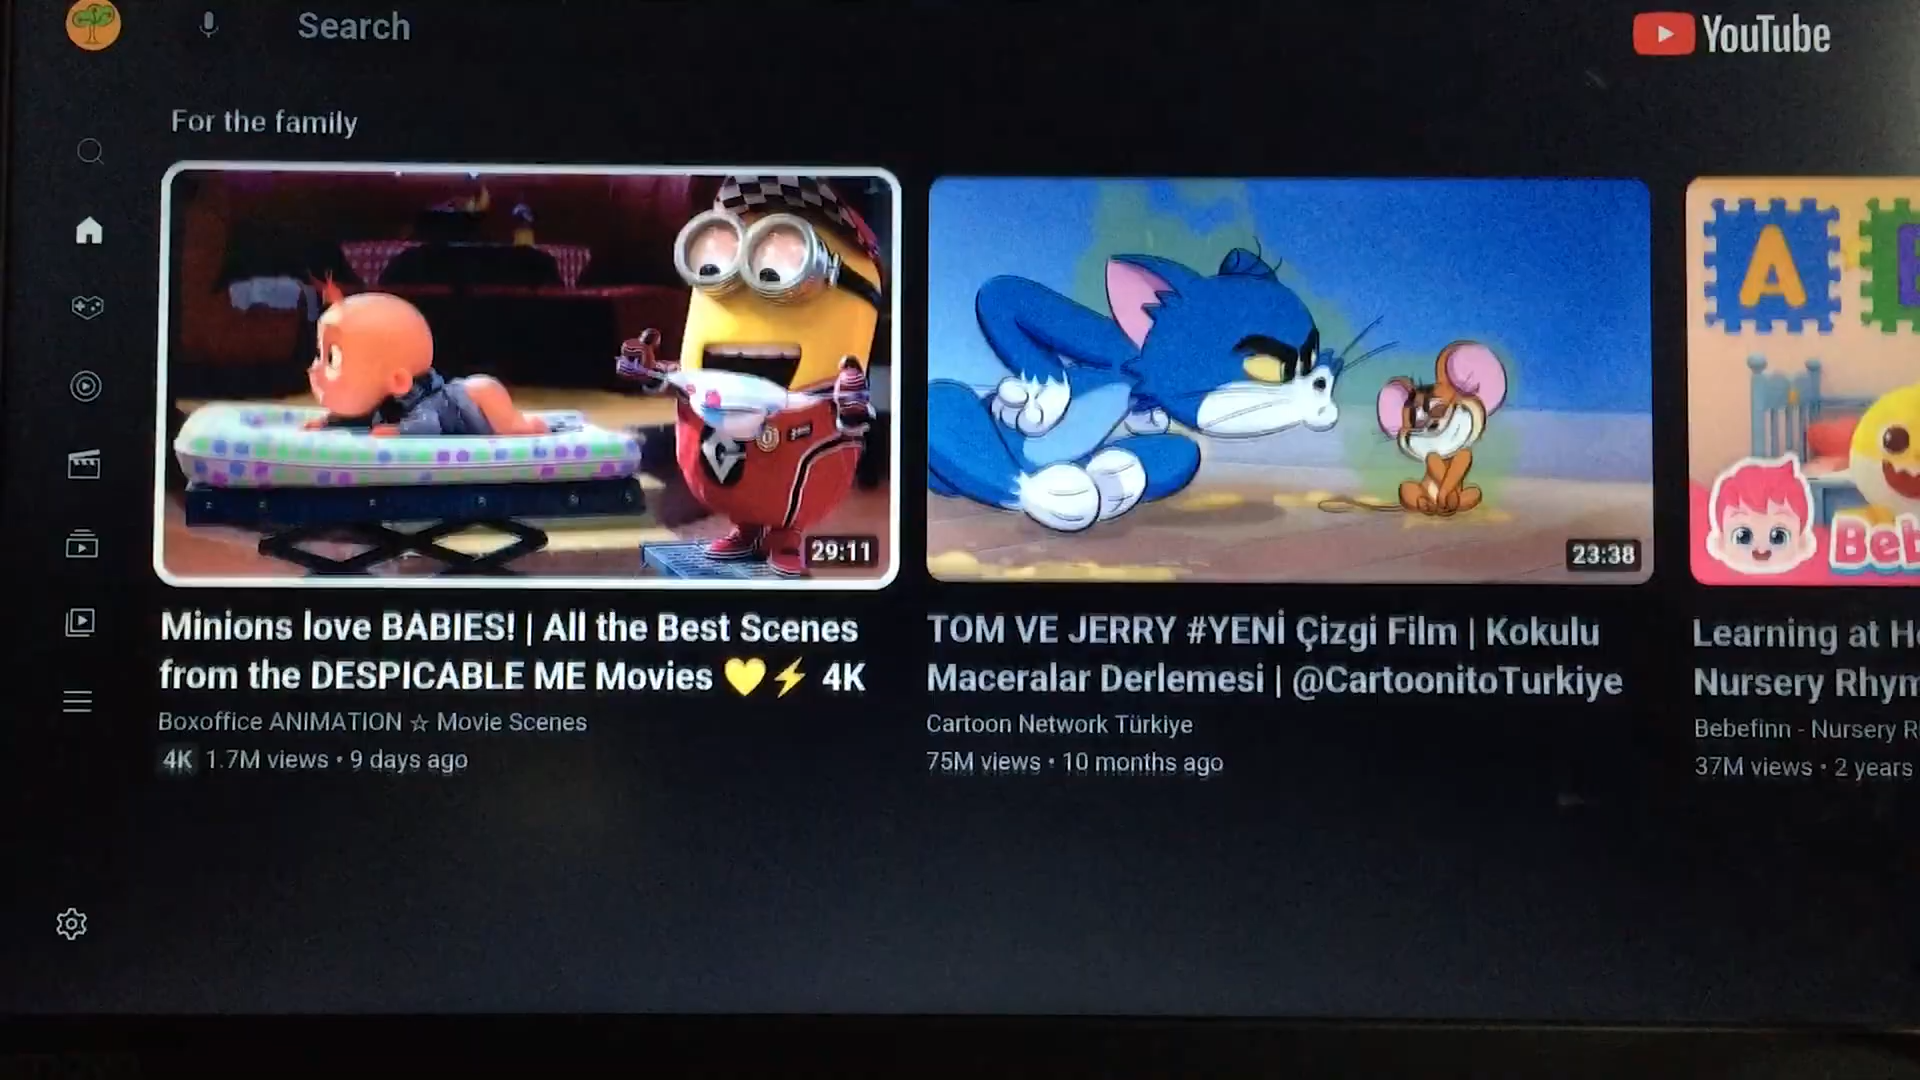 Search
YouTube
For the family
A
29:11
23:38
Minions love BABIES! | All the Best Scenes
from the DESPICABLE ME Movies 💛⚡ 4K
Boxoffice ANIMATION ☆ Movie Scenes
4K 1.7M views • 9 days ago
TOM VE JERRY #YENİ Çizgi Film | Kokulu
Maceralar Derlemesi | @CartoonitoTurkiye
Cartoon Network Türkiye
75M views • 10 months ago
Learning at
Nursery
Bebefinn - Nursery
37M views • 2 years